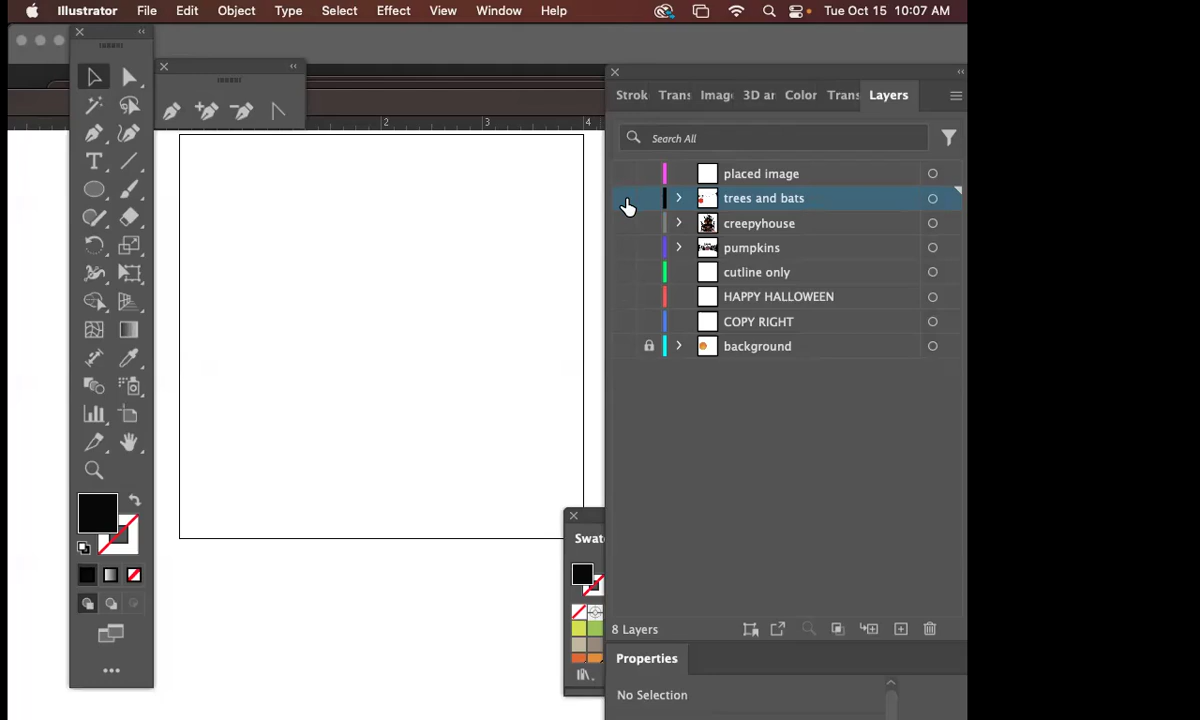 Illustrator File Edit Object Type Select Effect View Window Help Tue Oct 15 10:07 AM
Strok Trans Imag 3D ar Color Trans Layers
2 3 4
Search All
placed image
trees and bats
creepyhouse
pumpkins
cutline only
HAPPY HALLOWEEN
COPY RIGHT
background
Swatc
8 Layers
Properties
No Selection